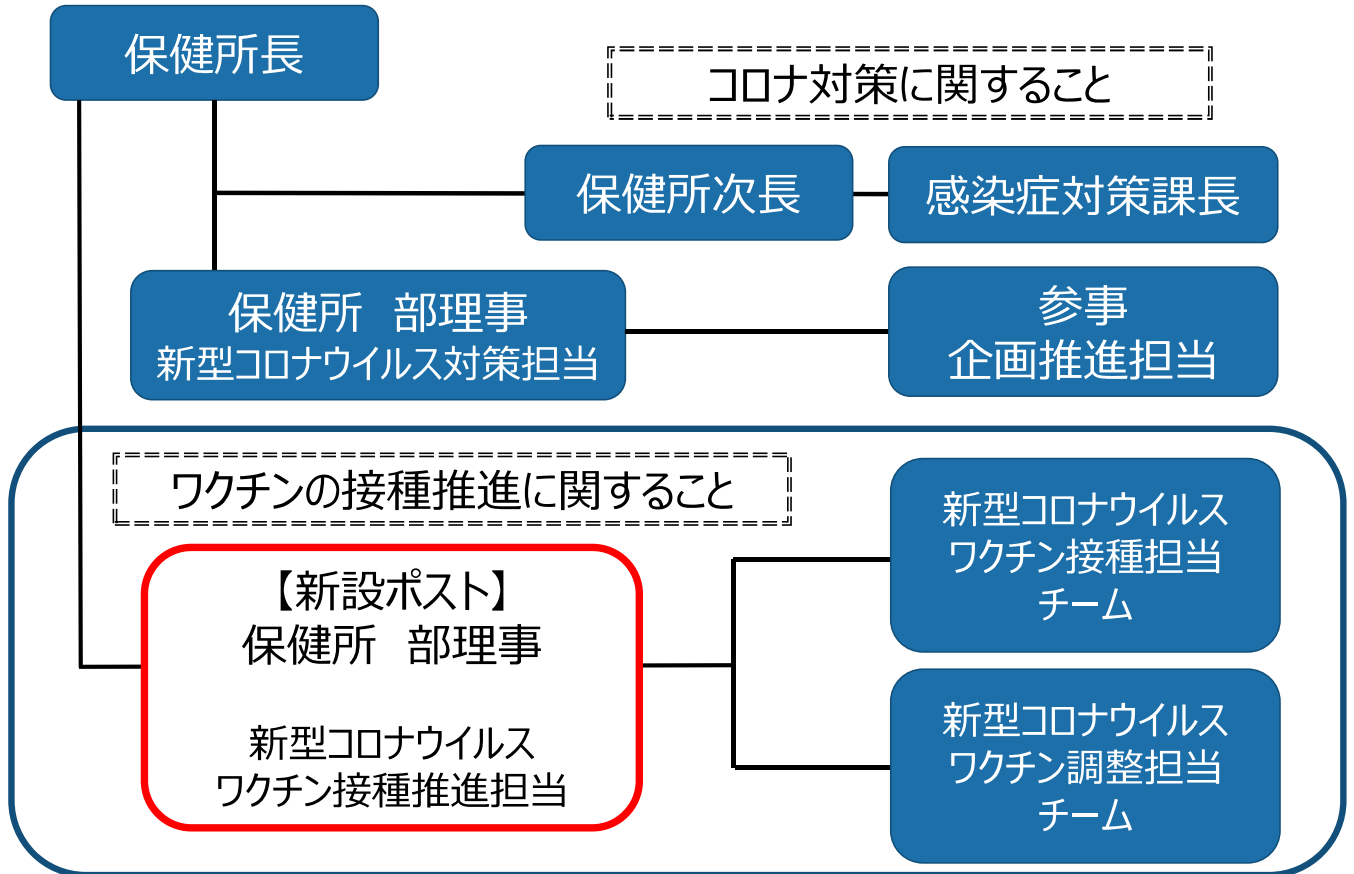 保健所長
コロナ対策に関すること
保健所次長
感染症対策課長
保健所　部理事
新型コロナウイルス対策担当
参事
企画推進担当
ワクチンの接種推進に関すること
【新設ポスト】
保健所　部理事
新型コロナウイルス
ワクチン接種推進担当
新型コロナウイルス
ワクチン接種担当
チーム
新型コロナウイルス
ワクチン調整担当
チーム